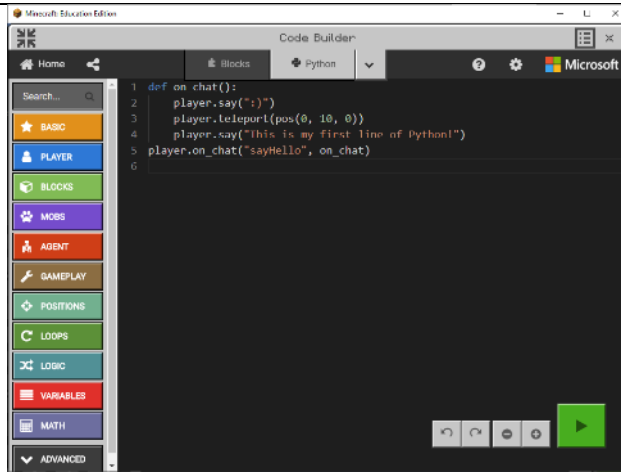 Minecraft: Education Edition
Code Builder
Home
Blocks
Python
Microsoft
Search...
BASIC
PLAYER
BLOCKS
MOBS
AGENT
GAMEPLAY
POSITIONS
LOOPS
LOGIC
VARIABLES
MATH
ADVANCED
1 def on_chat():
2     player.say(":)")
3     player.teleport(pos(0, 10, 0))
4     player.say("This is my first line of Python!")
5 player.on_chat("sayHello", on_chat)
6